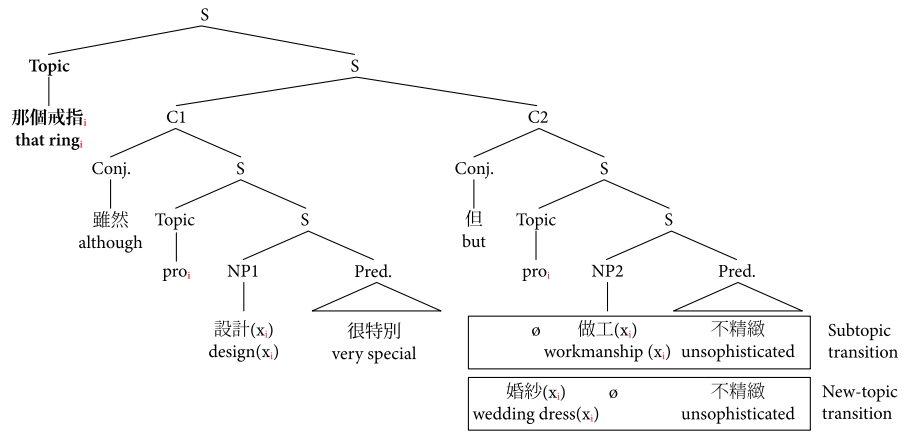 S
Topic S
那個戒指i C1 C2
that ringi
Conj. S Conj. S
雖然 Topic S 但 Topic S
although but
proi NP1 Pred. proi NP2 Pred.
設計(xi) 很特別 ø 做工(xi) 不精緻 Subtopic
design(xi) very special workmanship (xi) unsophisticated transition
婚紗(xi) ø 不精緻 New-topic
wedding dress(xi) unsophisticated transition